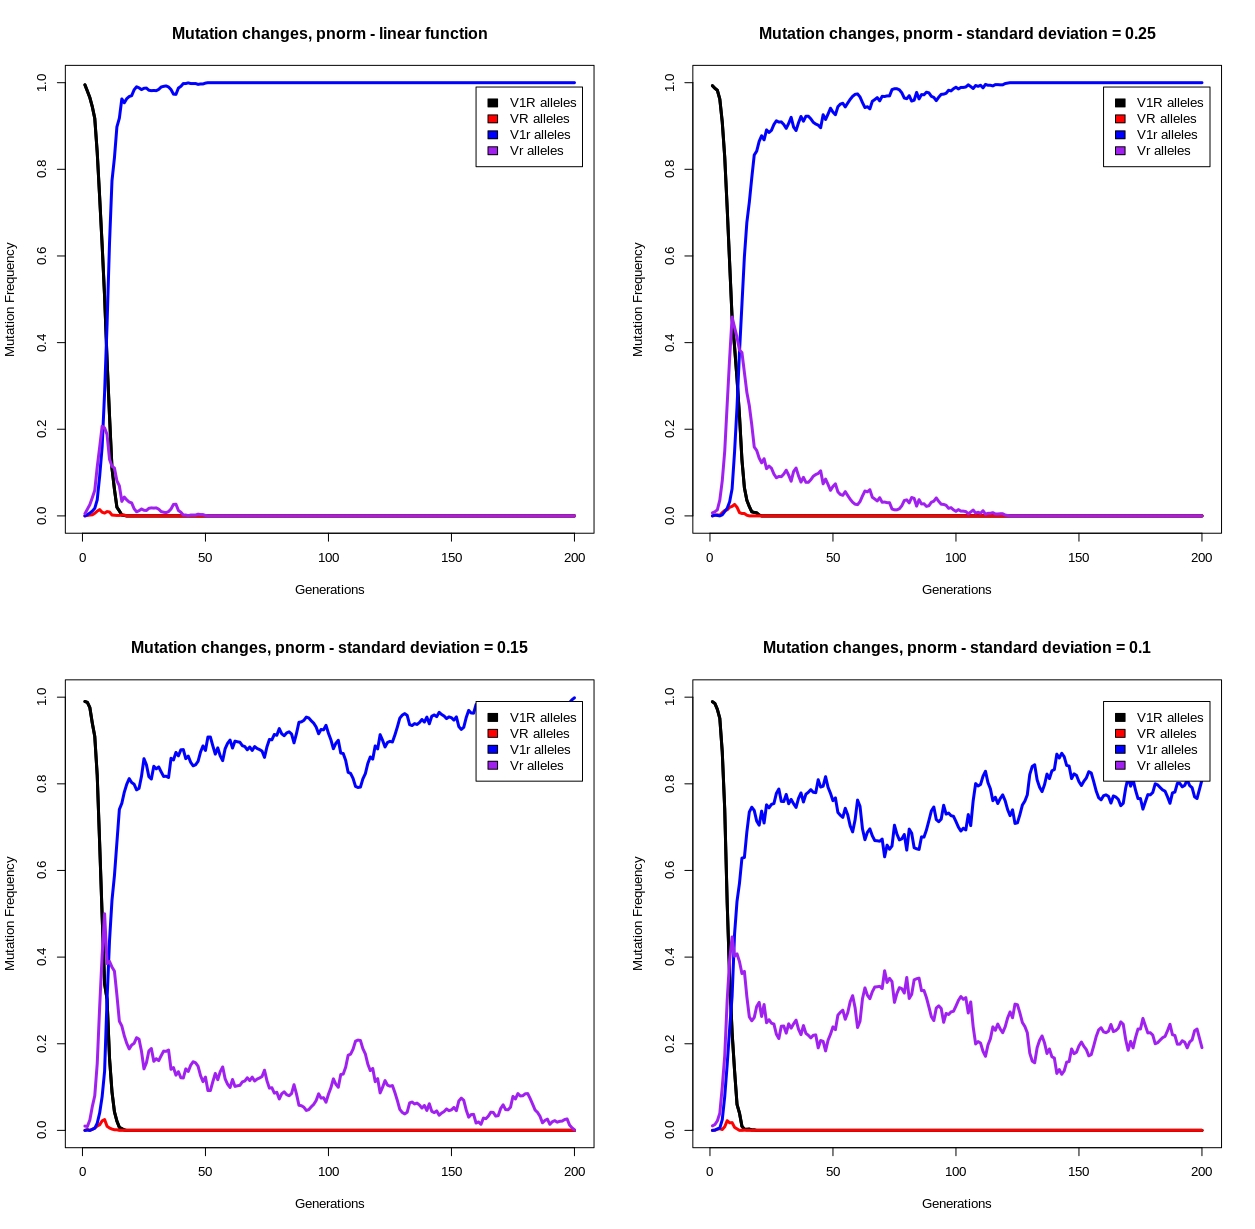 Mutation changes, pnorm - linear function
Mutation Frequency
1.0
0.8
0.6
0.4
0.2
0.0
V1R alleles
VR alleles
V1r alleles
Vr alleles
0 50 100 150 200
Generations
Mutation changes, pnorm - standard deviation = 0.25
Mutation Frequency
1.0
0.8
0.6
0.4
0.2
0.0
V1R alleles
VR alleles
V1r alleles
Vr alleles
0 50 100 150 200
Generations
Mutation changes, pnorm - standard deviation = 0.15
Mutation Frequency
1.0
0.8
0.6
0.4
0.2
0.0
V1R alleles
VR alleles
V1r alleles
Vr alleles
0 50 100 150 200
Generations
Mutation changes, pnorm - standard deviation = 0.1
Mutation Frequency
1.0
0.8
0.6
0.4
0.2
0.0
V1R alleles
VR alleles
V1r alleles
Vr alleles
0 50 100 150 200
Generations